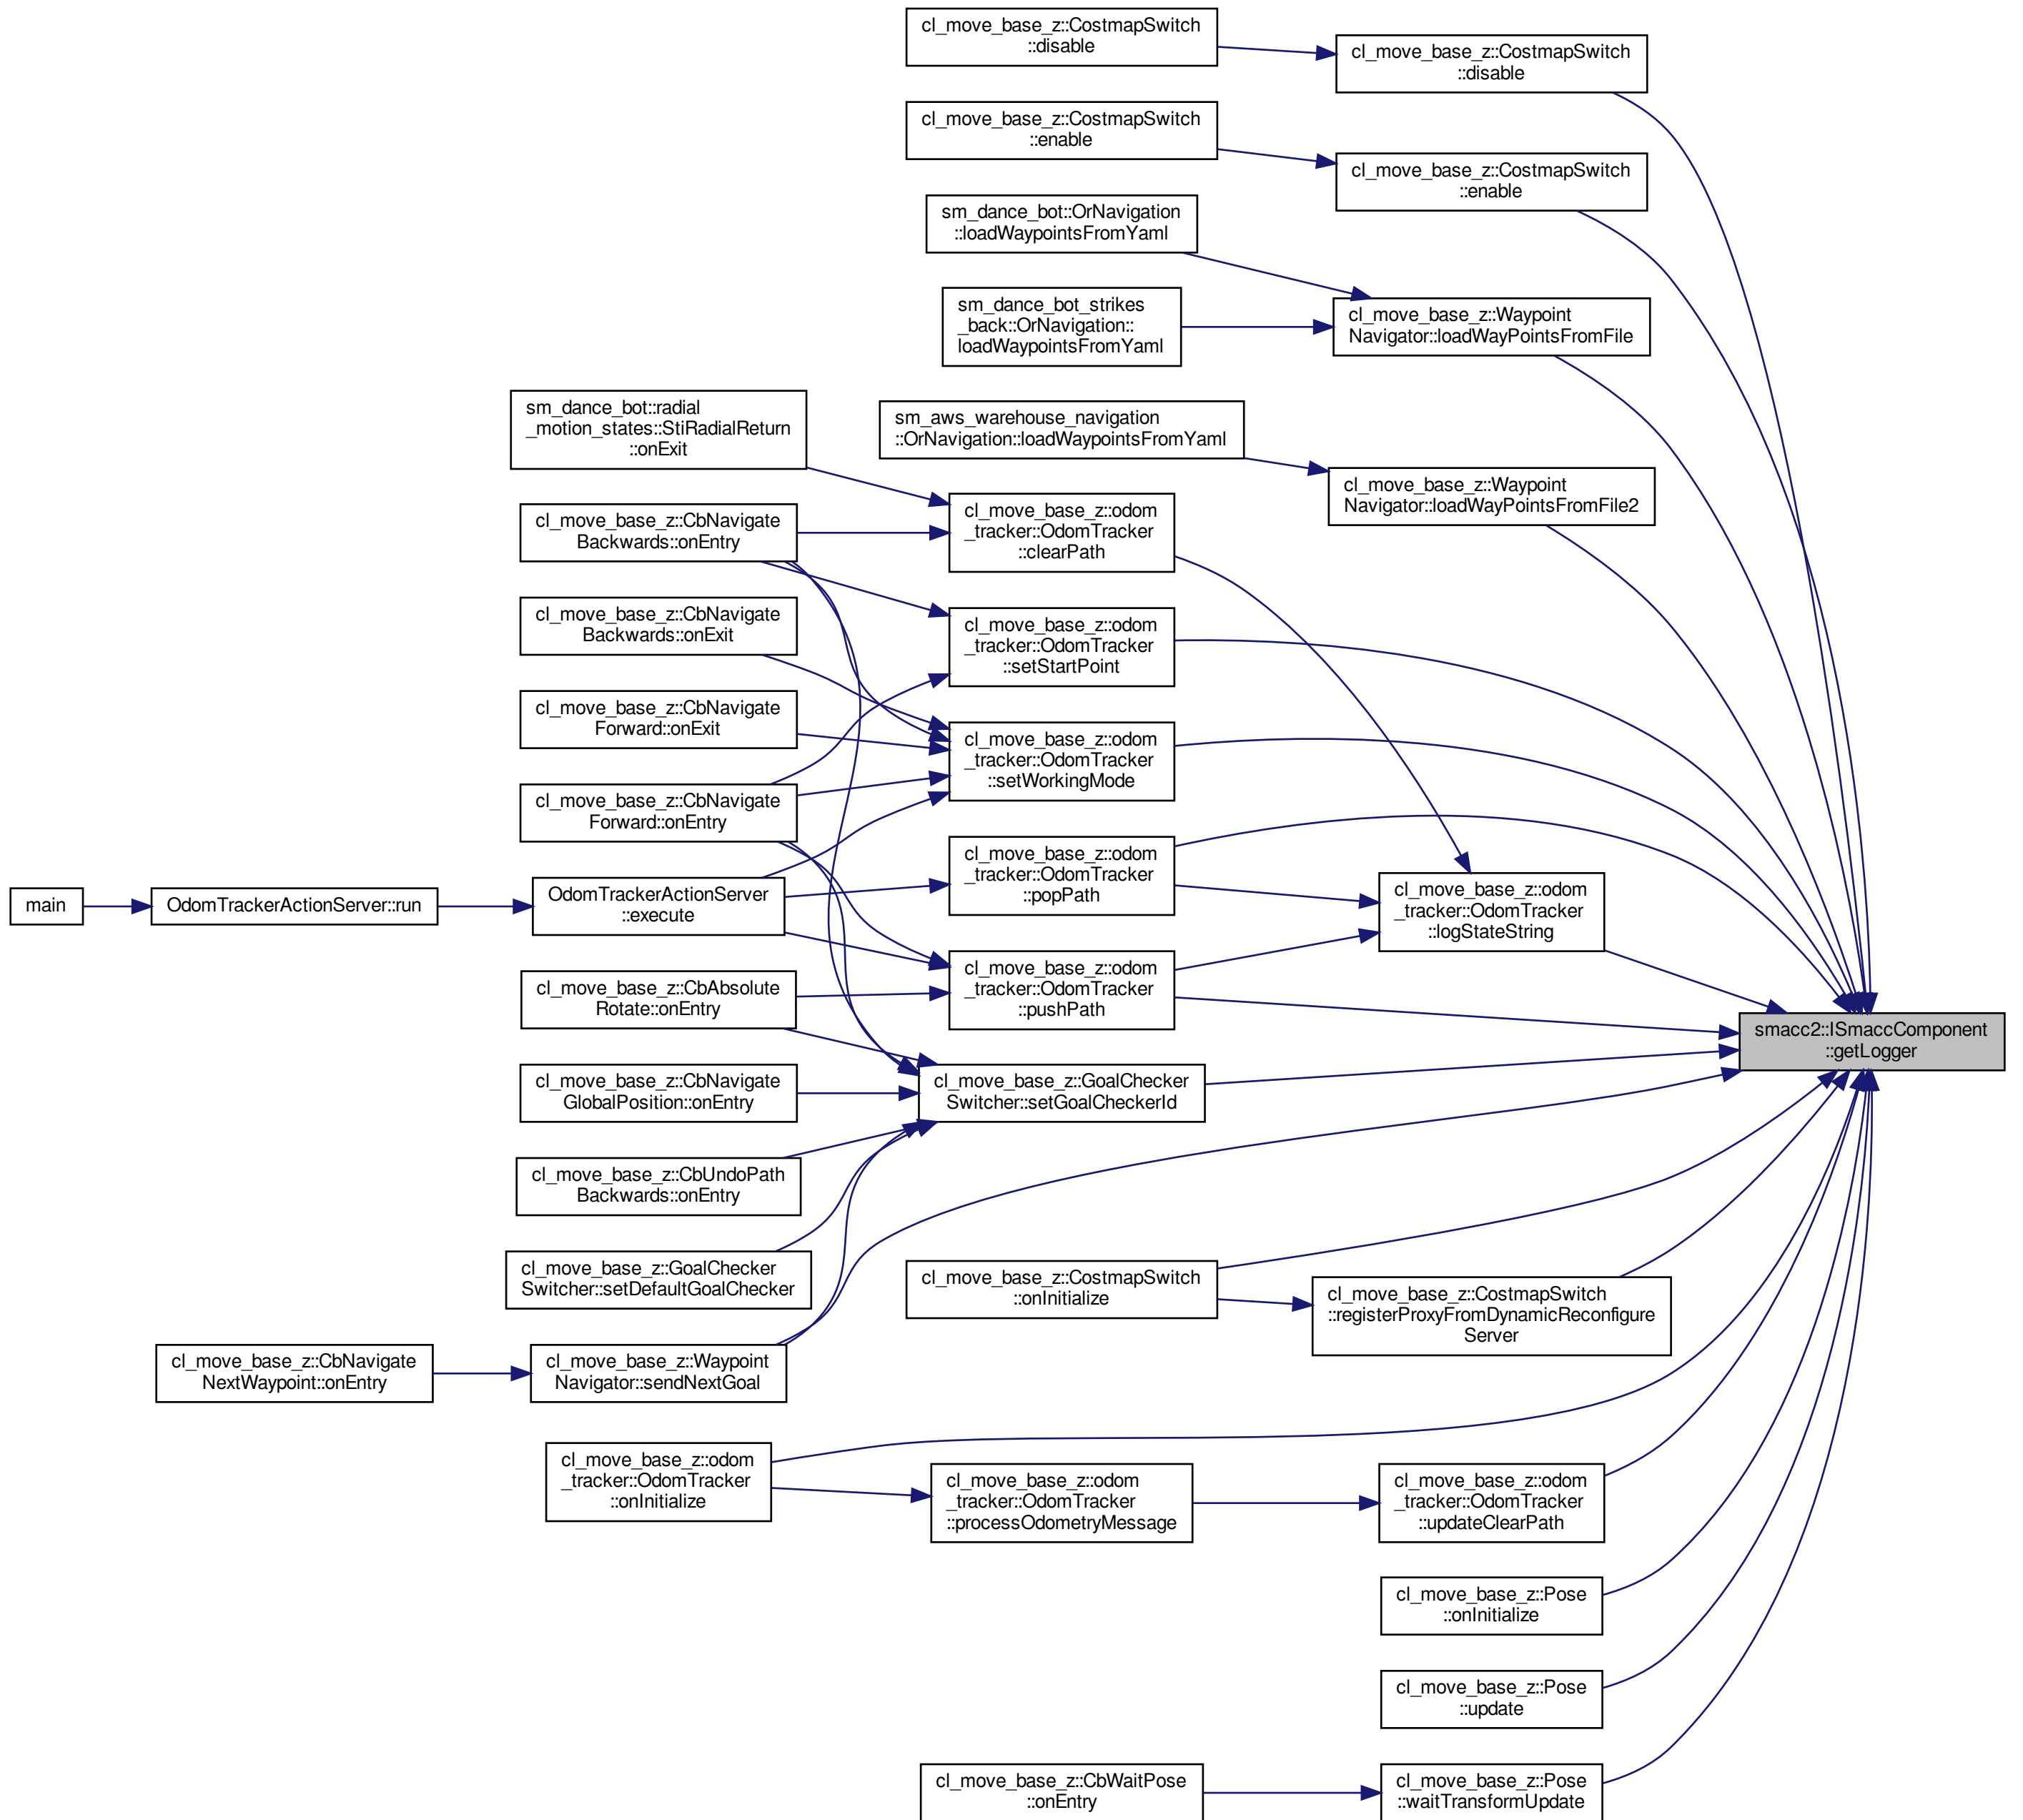 cl_move_base_z::CostmapSwitch
::disable
cl_move_base_z::CostmapSwitch
::disable
cl_move_base_z::CostmapSwitch
::enable
cl_move_base_z::CostmapSwitch
::enable
sm_dance_bot::OrNavigation
::loadWaypointsFromYaml
sm_dance_bot_strikes
_back::OrNavigation::
loadWaypointsFromYaml
cl_move_base_z::Waypoint
Navigator::loadWayPointsFromFile
sm_dance_bot::radial
_motion_states::StiRadialReturn
::onExit
sm_aws_warehouse_navigation
::OrNavigation::loadWaypointsFromYaml
cl_move_base_z::Waypoint
Navigator::loadWayPointsFromFile2
cl_move_base_z::CbNavigate
Backwards::onEntry
cl_move_base_z::odom
_tracker::OdomTracker
::clearPath
cl_move_base_z::CbNavigate
Backwards::onExit
cl_move_base_z::odom
_tracker::OdomTracker
::setStartPoint
cl_move_base_z::CbNavigate
Forward::onExit
cl_move_base_z::odom
_tracker::OdomTracker
::setWorkingMode
cl_move_base_z::CbNavigate
Forward::onEntry
cl_move_base_z::odom
_tracker::OdomTracker
::popPath
main
OdomTrackerActionServer::run
OdomTrackerActionServer
::execute
cl_move_base_z::odom
_tracker::OdomTracker
::logStateString
cl_move_base_z::CbAbsolute
Rotate::onEntry
cl_move_base_z::odom
_tracker::OdomTracker
::pushPath
smacc2::ISmaccComponent
::getLogger
cl_move_base_z::CbNavigate
GlobalPosition::onEntry
cl_move_base_z::GoalChecker
Switcher::setGoalCheckerId
cl_move_base_z::CbUndoPath
Backwards::onEntry
cl_move_base_z::GoalChecker
Switcher::setDefaultGoalChecker
cl_move_base_z::CostmapSwitch
::onInitialize
cl_move_base_z::CostmapSwitch
::registerProxyFromDynamicReconfigure
Server
cl_move_base_z::CbNavigate
NextWaypoint::onEntry
cl_move_base_z::Waypoint
Navigator::sendNextGoal
cl_move_base_z::odom
_tracker::OdomTracker
::onInitialize
cl_move_base_z::odom
_tracker::OdomTracker
::processOdometryMessage
cl_move_base_z::odom
_tracker::OdomTracker
::updateClearPath
cl_move_base_z::Pose
::onInitialize
cl_move_base_z::Pose
::update
cl_move_base_z::CbWaitPose
::onEntry
cl_move_base_z::Pose
::waitTransformUpdate